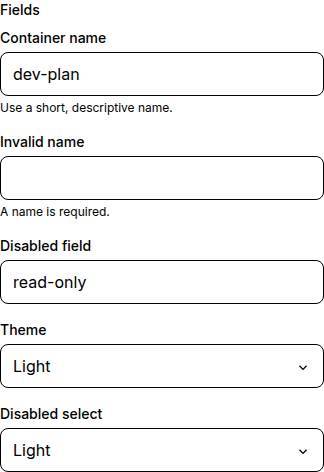 Fields
Container name
dev-plan
Use a short, descriptive name.
Invalid name
A name is required.
Disabled field
read-only
Theme
Light
Disabled select
Light